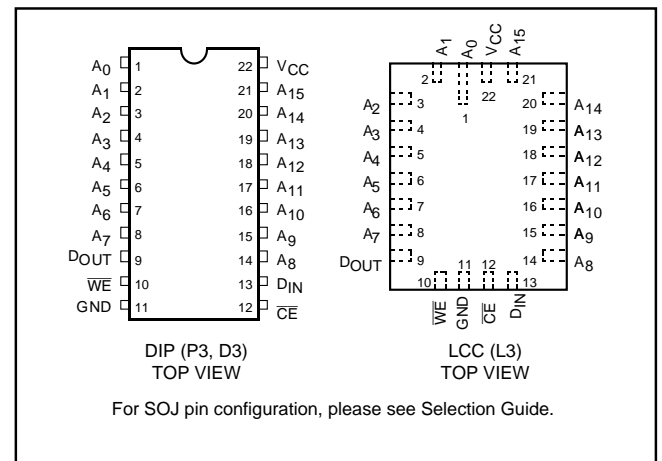 A0 1 22 VCC
A1 2 21 A15
A2 3 20 A14
A3 4 19 A13
A4 5 18 A12
A5 6 17 A11
A6 7 16 A10
A7 8 15 A9
DOUT 9 14 A8
WE 10 13 DIN
GND 11 12 CE
DIP (P3, D3)
TOP VIEW
A1 A0 VCC A15
2 1 22 21
A2 3 20 A14
A3 4 19 A13
A4 5 18 A12
A5 6 17 A11
A6 7 16 A10
A7 8 15 A9
DOUT 9 14 A8
10 11 12 13
WE GND CE DIN
LCC (L3)
TOP VIEW
For SOJ pin configuration, please see Selection Guide.